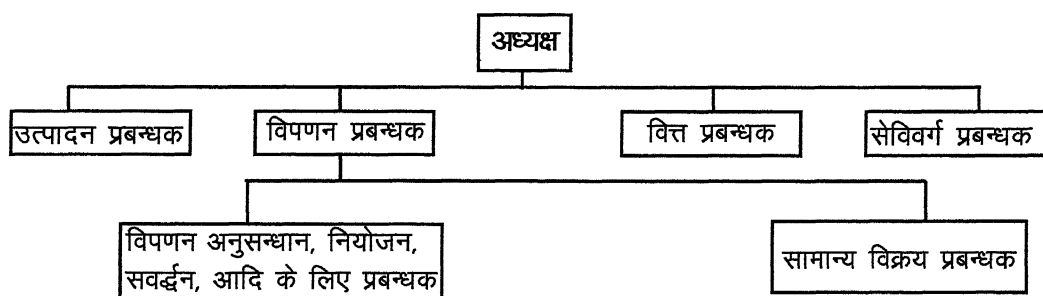 अध्यक्ष
उत्पादन प्रबन्धक
विपणन प्रबन्धक
वित्त प्रबन्धक
सेविवर्ग प्रबन्धक
विपणन अनुसन्धान, नियोजन,
सवर्द्धन, आदि के लिए प्रबन्धक
सामान्य विक्रय प्रबन्धक